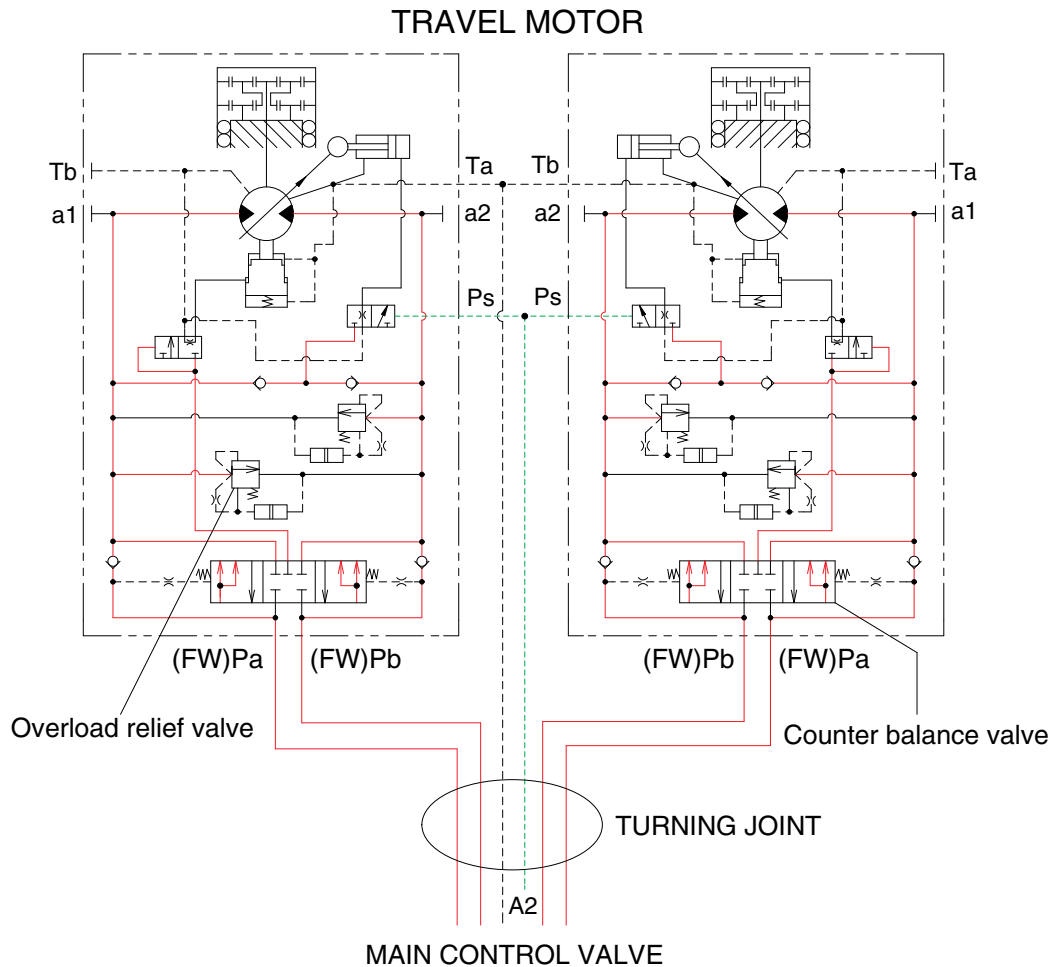 TRAVEL MOTOR
Tb
Ta
Tb
Ta
a1
a2
a2
a1
Ps
Ps
(FW)Pa
(FW)Pb
(FW)Pb
(FW)Pa
Overload relief valve
Counter balance valve
TURNING JOINT
A2
MAIN CONTROL VALVE